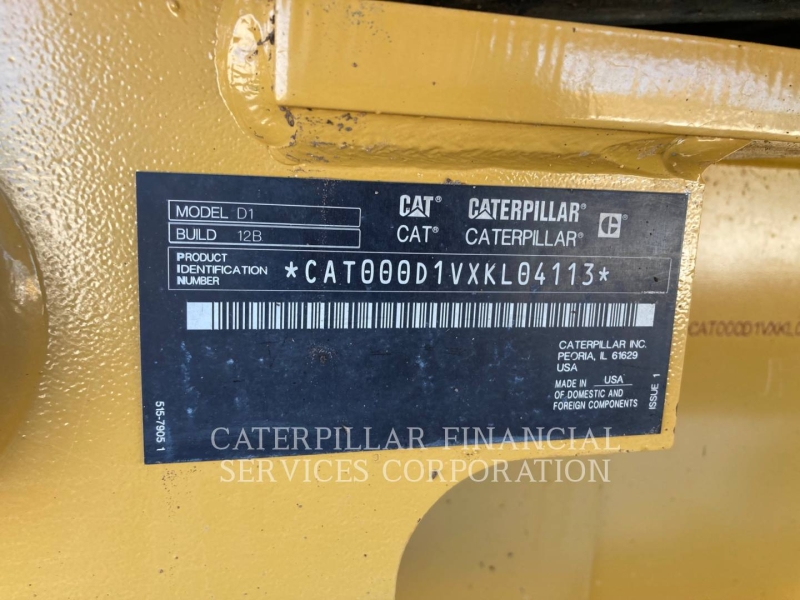 MODEL D1
BUILD 12B
CAT® CATERPILLAR®
CAT® CATERPILLAR®
PRODUCT IDENTIFICATION NUMBER
*CAT000D1VXKL04113*
CATERPILLAR INC.
PEORIA, IL 61629
USA
MADE IN USA
OF DOMESTIC AND
FOREIGN COMPONENTS
ISSUE 1
515-7905 1
CAT000D1VXKL0
CATERPILLAR FINANCIAL
SERVICES CORPORATION